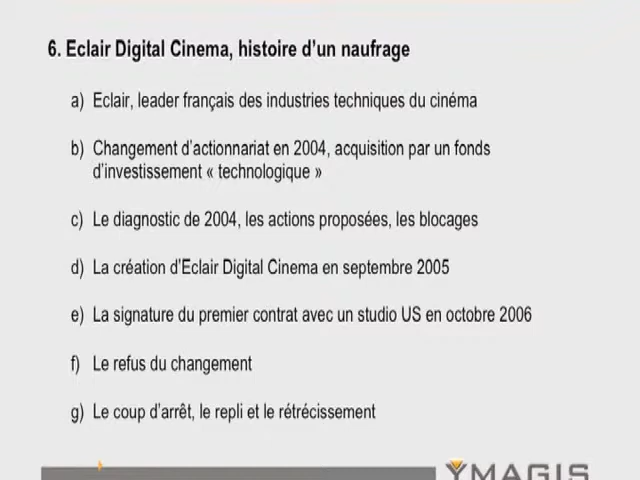 6. Eclair Digital Cinema, histoire d'un naufrage
a) Eclair, leader français des industries techniques du cinéma
b) Changement d'actionnariat en 2004, acquisition par un fonds
d'investissement « technologique »
c) Le diagnostic de 2004, les actions proposées, les blocages
d) La création d'Eclair Digital Cinema en septembre 2005
e) La signature du premier contrat avec un studio US en octobre 2006
f) Le refus du changement
g) Le coup d'arrêt, le repli et le rétrécissement
YMAGIS